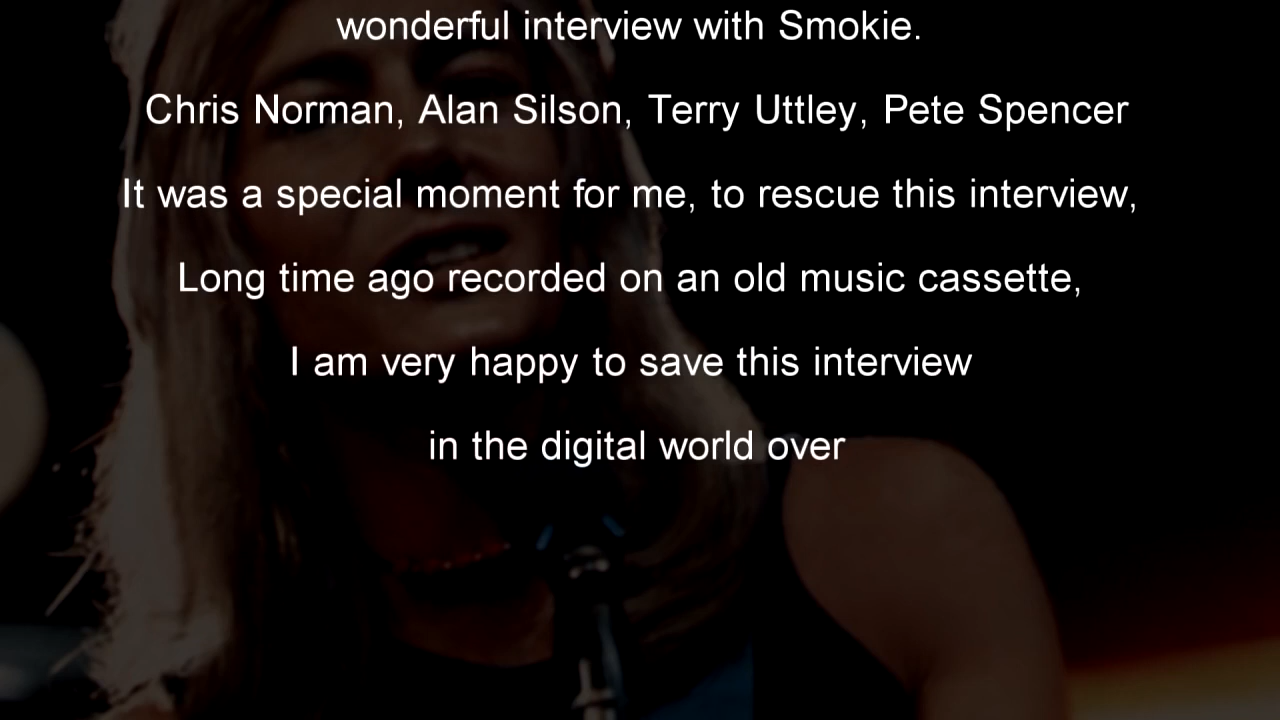 wonderful interview with Smokie.
Chris Norman, Alan Silson, Terry Uttley, Pete Spencer
It was a special moment for me, to rescue this interview,
Long time ago recorded on an old music cassette,
I am very happy to save this interview
in the digital world over